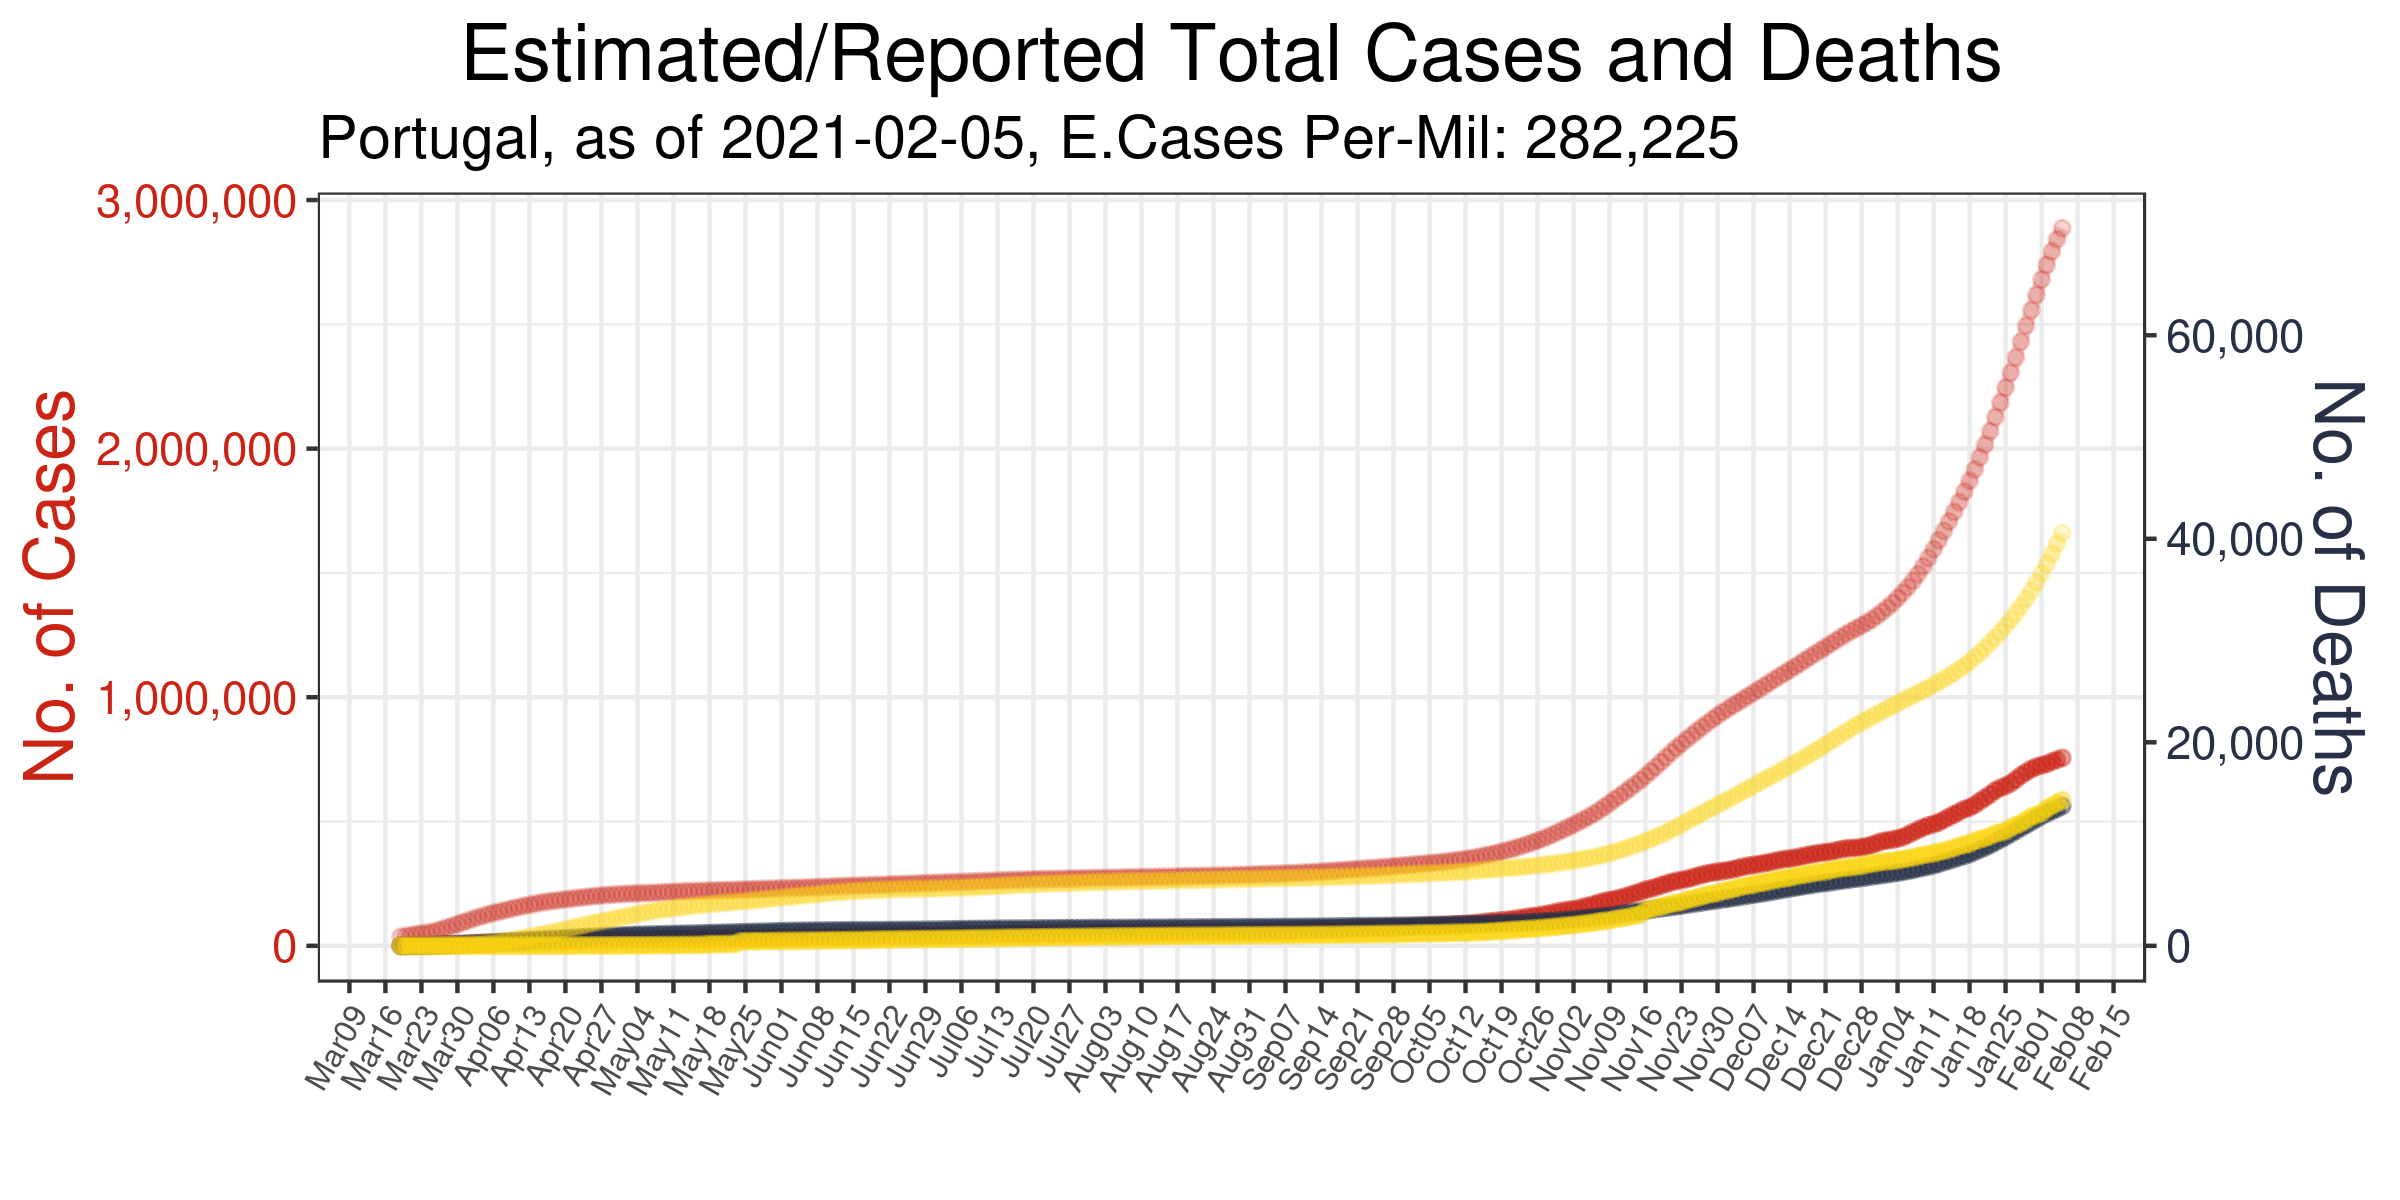 Estimated/Reported Total Cases and Deaths
Portugal, as of 2021-02-05, E.Cases Per-Mil: 282,225
No. of Cases
3,000,000
2,000,000
1,000,000
0
60,000
40,000
20,000
0
No. of Deaths
Mar09 Mar16 Mar23 Mar30 Apr06 Apr13 Apr20 Apr27 May04 May11 May18 May25 Jun01 Jun08 Jun15 Jun22 Jun29 Jul06 Jul13 Jul20 Jul27 Aug03 Aug10 Aug17 Aug24 Aug31 Sep07 Sep14 Sep21 Sep28 Oct05 Oct12 Oct19 Oct26 Nov02 Nov09 Nov16 Nov23 Nov30 Dec07 Dec14 Dec21 Dec28 Jan04 Jan11 Jan18 Jan25 Feb01 Feb08 Feb15